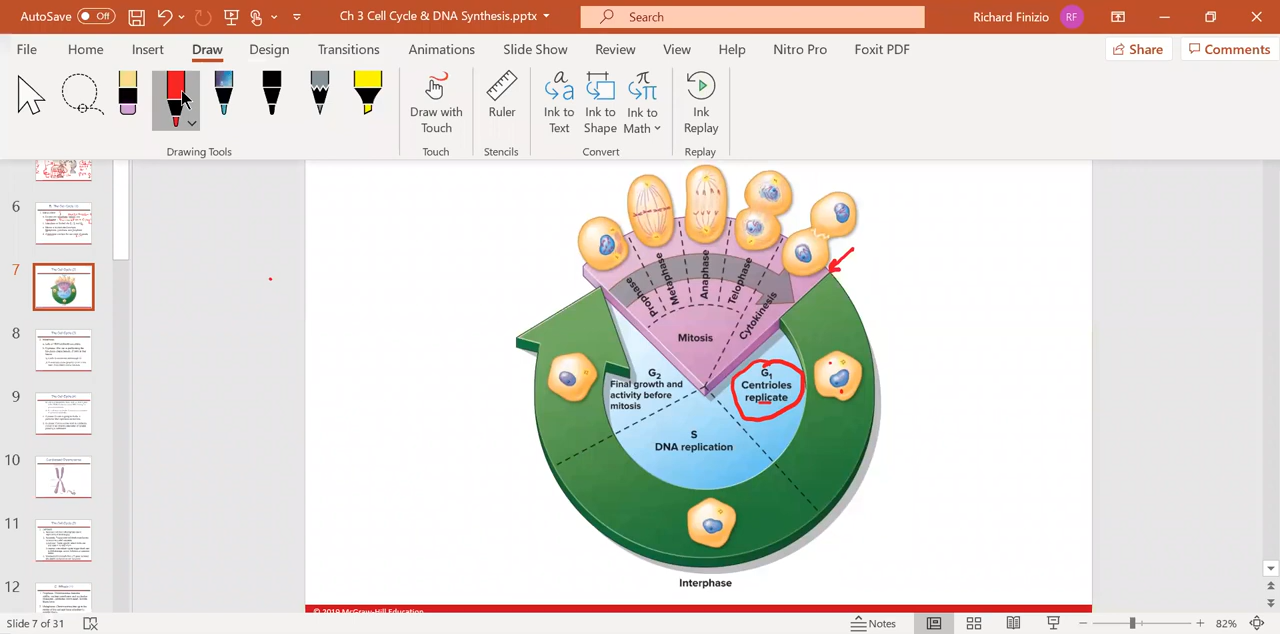 AutoSave Off
Ch 3 Cell Cycle & DNA Synthesis.pptx
Search
Richard Finizio RF
File Home Insert Draw Design Transitions Animations Slide Show Review View Help Nitro Pro Foxit PDF Share Comments
Draw with
Touch
Ruler
Ink to
Text
Ink to
Shape
Ink to
Math
Ink
Replay
Drawing Tools Touch Stencils Convert Replay
6
7
8
9
10
11
12
Prophase
Metaphase
Anaphase
Telophase
Cytokinesis
Mitosis
G2
Final growth and
activity before
mitosis
G1
Centrioles
replicate
S
DNA replication
Interphase
© 2019 McGraw-Hill Education
Slide 7 of 31 Notes 82%